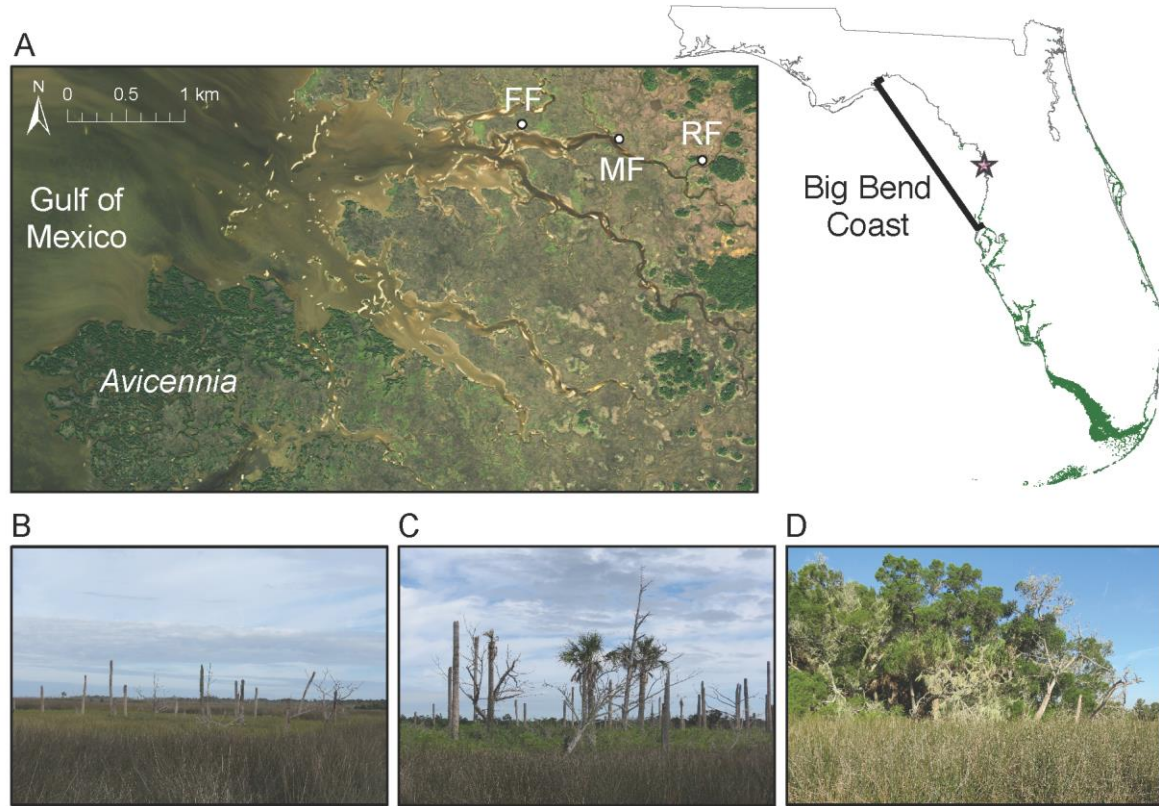 A
N
0 0.5 1 km
FF
MF
RF
Gulf of
Mexico
Avicennia
Big Bend
Coast
B
C
D